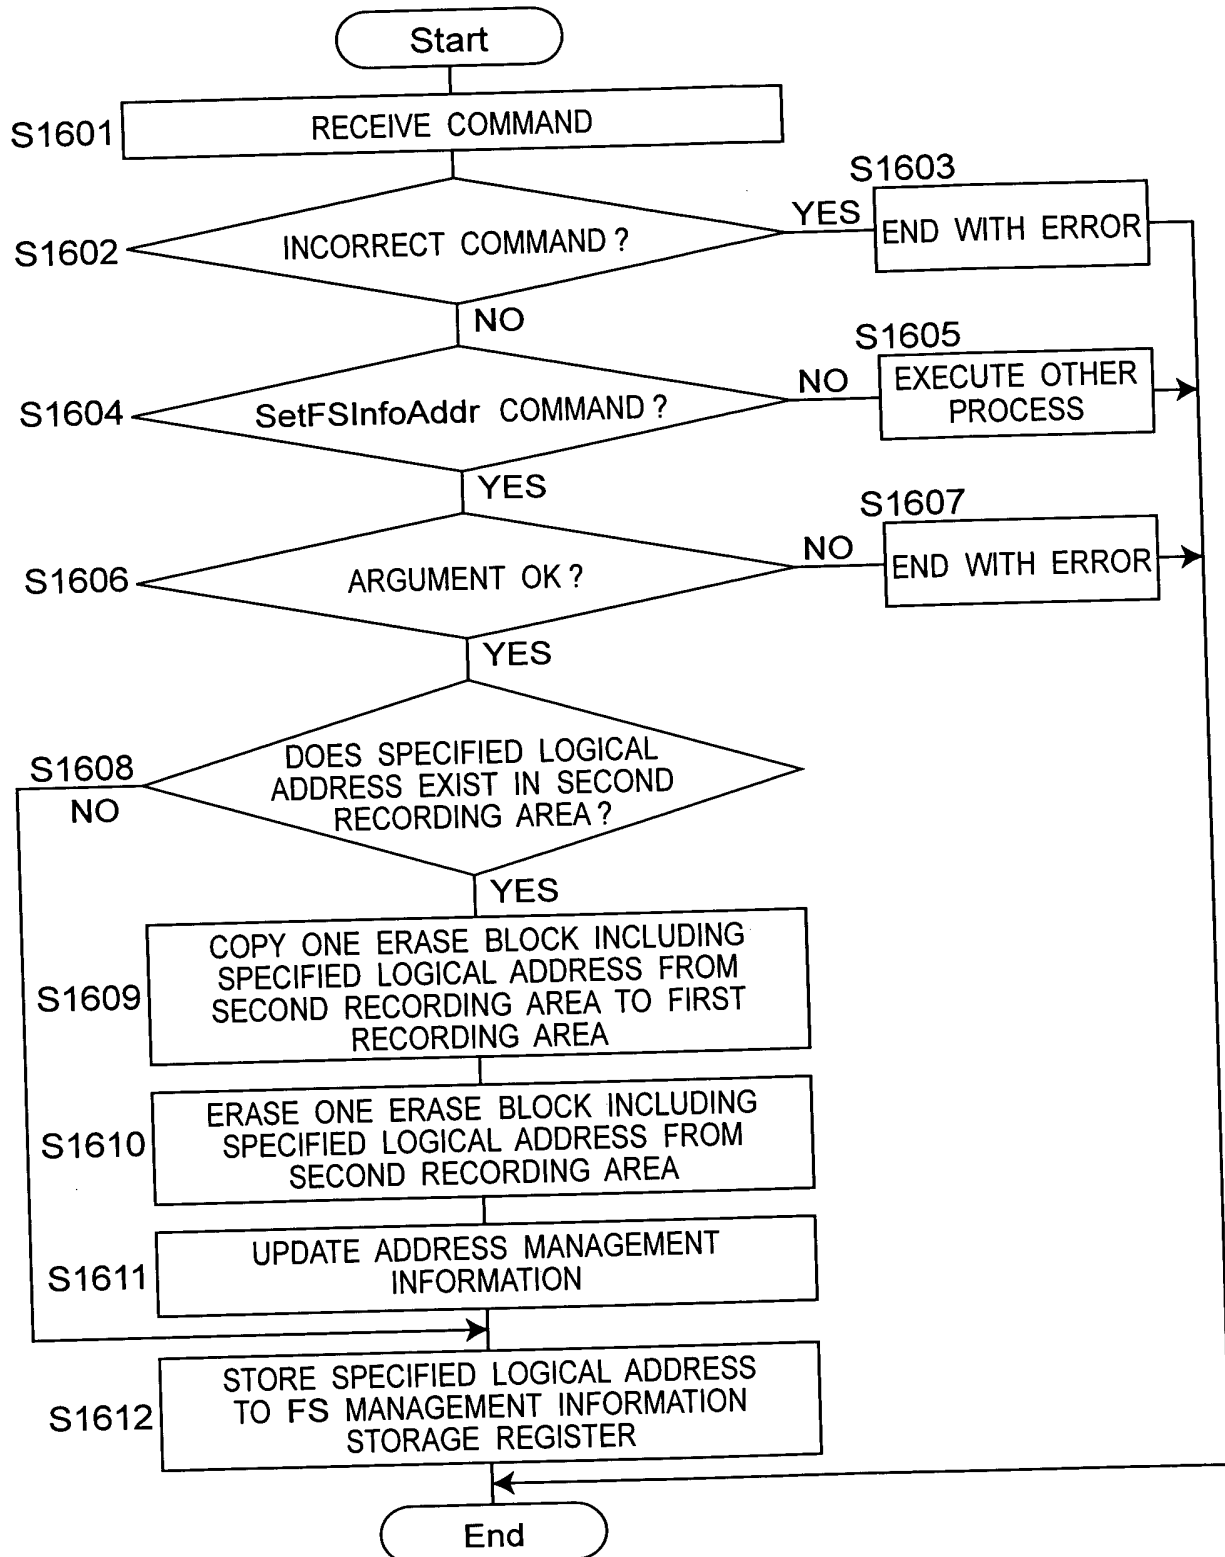 Start
S1601
RECEIVE COMMAND
S1602
INCORRECT COMMAND?
YES
S1603
END WITH ERROR
NO
S1604
SetFSInfoAddr COMMAND?
NO
S1605
EXECUTE OTHER
PROCESS
YES
S1606
ARGUMENT OK?
NO
S1607
END WITH ERROR
YES
S1608
NO
DOES SPECIFIED LOGICAL
ADDRESS EXIST IN SECOND
RECORDING AREA?
YES
S1609
COPY ONE ERASE BLOCK INCLUDING
SPECIFIED LOGICAL ADDRESS FROM
SECOND RECORDING AREA TO FIRST
RECORDING AREA
S1610
ERASE ONE ERASE BLOCK INCLUDING
SPECIFIED LOGICAL ADDRESS FROM
SECOND RECORDING AREA
S1611
UPDATE ADDRESS MANAGEMENT
INFORMATION
S1612
STORE SPECIFIED LOGICAL ADDRESS
TO FS MANAGEMENT INFORMATION
STORAGE REGISTER
End